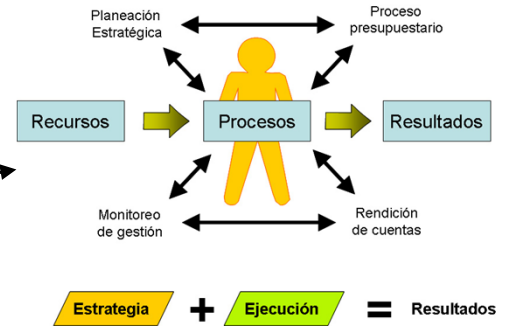 Planeación
Estratégica
Proceso
presupuestario
Recursos
Procesos
Resultados
Monitoreo
de gestión
Rendición
de cuentas
Estrategia + Ejecución = Resultados